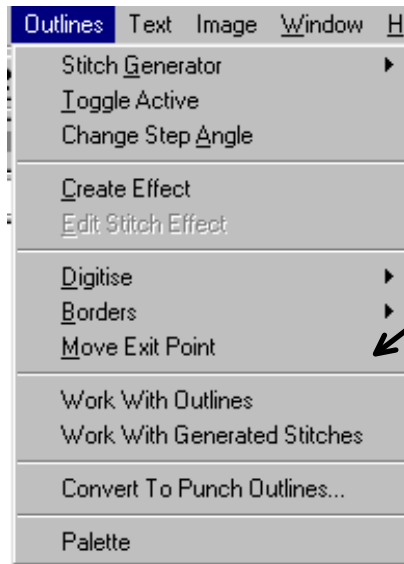 Outlines Text Image Window H
Stitch Generator
Toggle Active
Change Step Angle
Create Effect
Edit Stitch Effect
Digitise
Borders
Move Exit Point
Work With Outlines
Work With Generated Stitches
Convert To Punch Outlines...
Palette